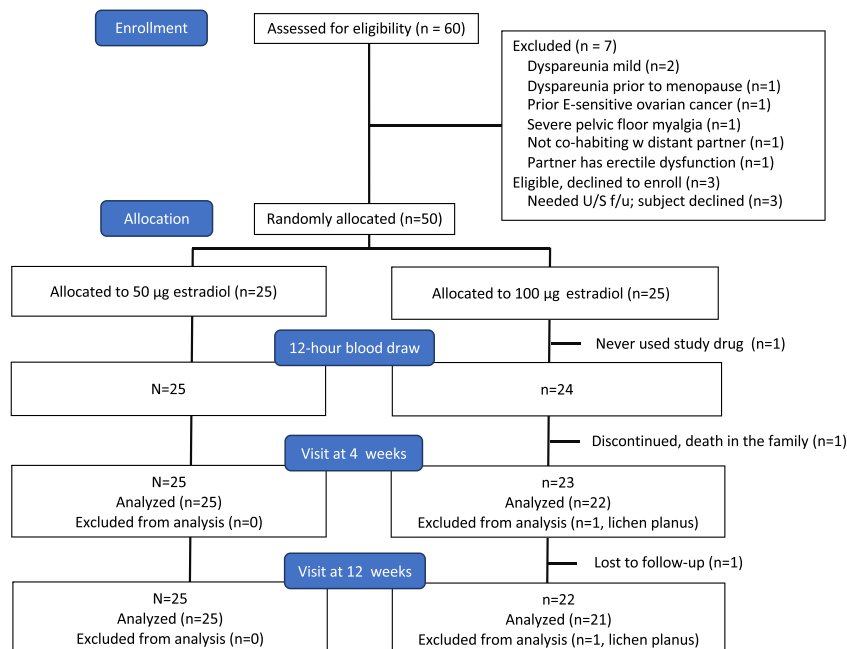 Enrollment
Assessed for eligibility (n = 60)
Excluded (n = 7)
Dyspareunia mild (n=2)
Dyspareunia prior to menopause (n=1)
Prior E-sensitive ovarian cancer (n=1)
Severe pelvic floor myalgia (n=1)
Not co-habiting w distant partner (n=1)
Partner has erectile dysfunction (n=1)
Eligible, declined to enroll (n=3)
Needed U/S f/u; subject declined (n=3)
Allocation
Randomly allocated (n=50)
Allocated to 50 µg estradiol (n=25)
Allocated to 100 µg estradiol (n=25)
Never used study drug (n=1)
12-hour blood draw
N=25
n=24
Discontinued, death in the family (n=1)
Visit at 4 weeks
N=25
Analyzed (n=25)
Excluded from analysis (n=0)
n=23
Analyzed (n=22)
Excluded from analysis (n=1, lichen planus)
Lost to follow-up (n=1)
Visit at 12 weeks
N=25
Analyzed (n=25)
Excluded from analysis (n=0)
n=22
Analyzed (n=21)
Excluded from analysis (n=1, lichen planus)